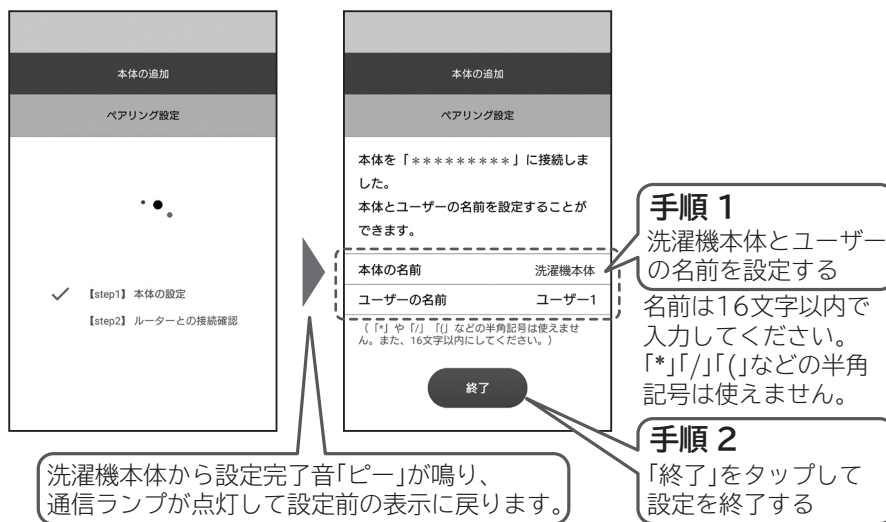 本体の追加
ペアリング設定
【step1】 本体の設定
【step2】 ルーターとの接続確認
本体の追加
ペアリング設定
本体を「*********」に接続しま
した。
本体とユーザーの名前を設定することが
できます。
本体の名前 洗濯機本体
ユーザーの名前 ユーザー1
(「*」や「/」「(」などの半角記号は使えませ
ん。また、16文字以内にしてください。)
終了
洗濯機本体から設定完了音「ピー」が鳴り、
通信ランプが点灯して設定前の表示に戻ります。
手順 1
洗濯機本体とユーザー
の名前を設定する
名前は16文字以内で
入力してください。
「*」「/」「(」などの半角
記号は使えません。
手順 2
「終了」をタップして
設定を終了する